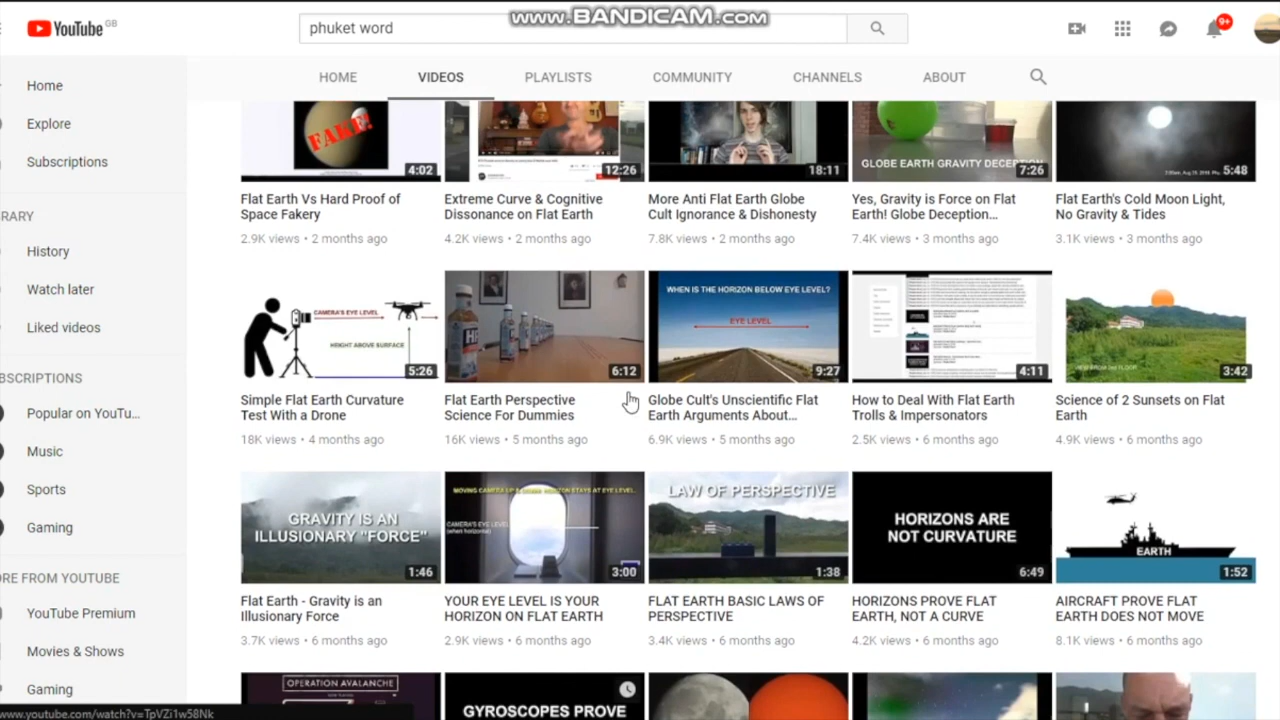 www.BANDICAM.com
YouTube GB
phuket word
9+
HOME
VIDEOS
PLAYLISTS
COMMUNITY
CHANNELS
ABOUT
Home
Explore
Subscriptions
RARY
History
Watch later
Liked videos
BSCRIPTIONS
Popular on YouTu...
Music
Sports
Gaming
ORE FROM YOUTUBE
YouTube Premium
Movies & Shows
Gaming
FAKE!
4:02
12:26
18:11
GLOBE EARTH GRAVITY DECEPTION
7:26
5:48
Flat Earth Vs Hard Proof of
Space Fakery
2.9K views • 2 months ago
Extreme Curve & Cognitive
Dissonance on Flat Earth
4.2K views • 2 months ago
More Anti Flat Earth Globe
Cult Ignorance & Dishonesty
7.8K views • 2 months ago
Yes, Gravity is Force on Flat
Earth! Globe Deception...
7.4K views • 3 months ago
Flat Earth's Cold Moon Light,
No Gravity & Tides
3.1K views • 3 months ago
CAMERA'S EYE LEVEL
HEIGHT ABOVE SURFACE
5:26
6:12
WHEN IS THE HORIZON BELOW EYE LEVEL?
EYE LEVEL
9:27
4:11
3:42
Simple Flat Earth Curvature
Test With a Drone
18K views • 4 months ago
Flat Earth Perspective
Science For Dummies
16K views • 5 months ago
Globe Cult's Unscientific Flat
Earth Arguments About...
6.9K views • 5 months ago
How to Deal With Flat Earth
Trolls & Impersonators
2.5K views • 6 months ago
Science of 2 Sunsets on Flat
Earth
4.9K views • 6 months ago
GRAVITY IS AN
ILLUSIONARY "FORCE"
1:46
CAMERA'S EYE LEVEL
(when horizontal)
3:00
LAW OF PERSPECTIVE
1:38
HORIZONS ARE
NOT CURVATURE
6:49
EARTH
1:52
Flat Earth - Gravity is an
Illusionary Force
3.7K views • 6 months ago
YOUR EYE LEVEL IS YOUR
HORIZON ON FLAT EARTH
2.9K views • 6 months ago
FLAT EARTH BASIC LAWS OF
PERSPECTIVE
3.4K views • 6 months ago
HORIZONS PROVE FLAT
EARTH, NOT A CURVE
4.2K views • 6 months ago
AIRCRAFT PROVE FLAT
EARTH DOES NOT MOVE
8.1K views • 6 months ago
OPERATION AVALANCHE
GYROSCOPES PROVE
www.youtube.com/watch?v=TpVZi1w58Nk